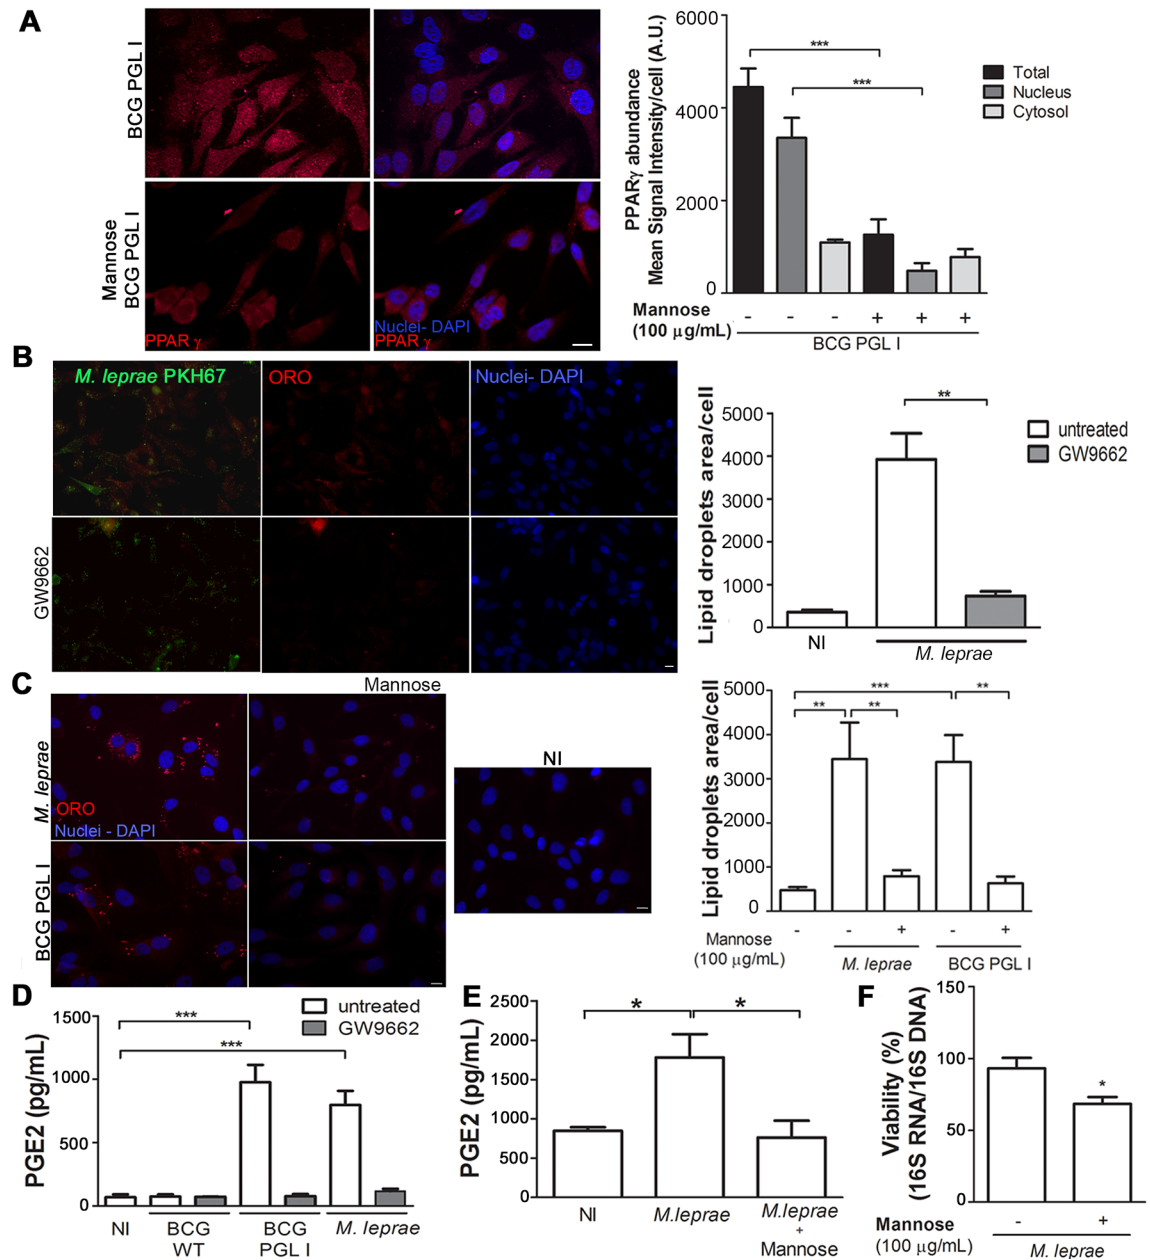 A
BCG PGL I
Mannose
BCG PGL I
PPAR γ
Nuclei- DAPI
PPAR γ
PPARγ abundance
Mean Signal Intensity/cell (A.U.)
6000
4000
2000
0
***
***
Total
Nucleus
Cytosol
Mannose
(100 µg/mL)
- - - + + +
BCG PGL I
B
M. leprae PKH67
ORO
Nuclei- DAPI
GW9662
Lipid droplets area/cell
5000
4000
3000
2000
1000
0
**
untreated
GW9662
NI
M. leprae
C
Mannose
M. leprae
ORO
Nuclei - DAPI
BCG PGL I
NI
Lipid droplets area/cell
5000
4000
3000
2000
1000
0
***
**
** **
Mannose
(100 µg/mL)
- - + - +
M. leprae
BCG PGL I
D
PGE2 (pg/mL)
1500
1000
500
0
***
***
untreated
GW9662
NI
BCG
WT
BCG
PGL I
M. leprae
E
PGE2 (pg/mL)
2500
2000
1500
1000
500
0
* *
NI
M.leprae
M.leprae
+
Mannose
F
Viability (%)
(16S RNA/16S DNA)
150
100
50
0
*
Mannose
(100 µg/mL)
- +
M. leprae